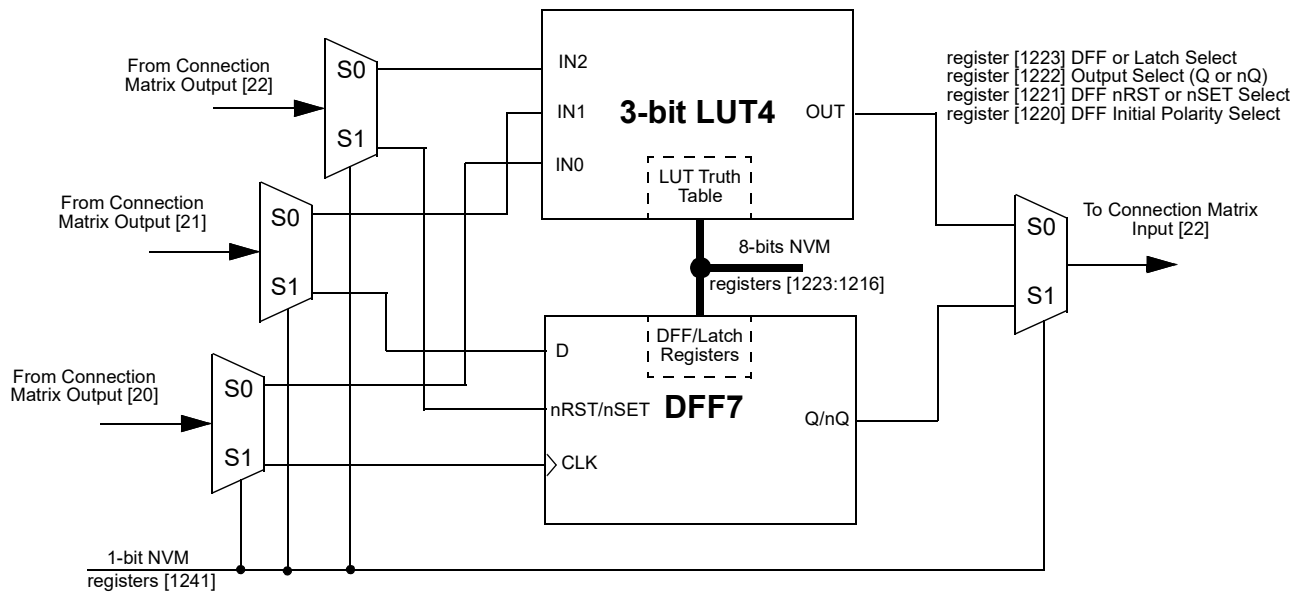 From Connection
Matrix Output [22]
S0
S1
IN2
IN1
IN0
3-bit LUT4
OUT
LUT Truth
Table
register [1223] DFF or Latch Select
register [1222] Output Select (Q or nQ)
register [1221] DFF nRST or nSET Select
register [1220] DFF Initial Polarity Select
From Connection
Matrix Output [21]
S0
S1
8-bits NVM
registers [1223:1216]
To Connection Matrix
Input [22]
S0
S1
From Connection
Matrix Output [20]
S0
S1
D
nRST/nSET
CLK
DFF/Latch
Registers
DFF7
Q/nQ
1-bit NVM
registers [1241]